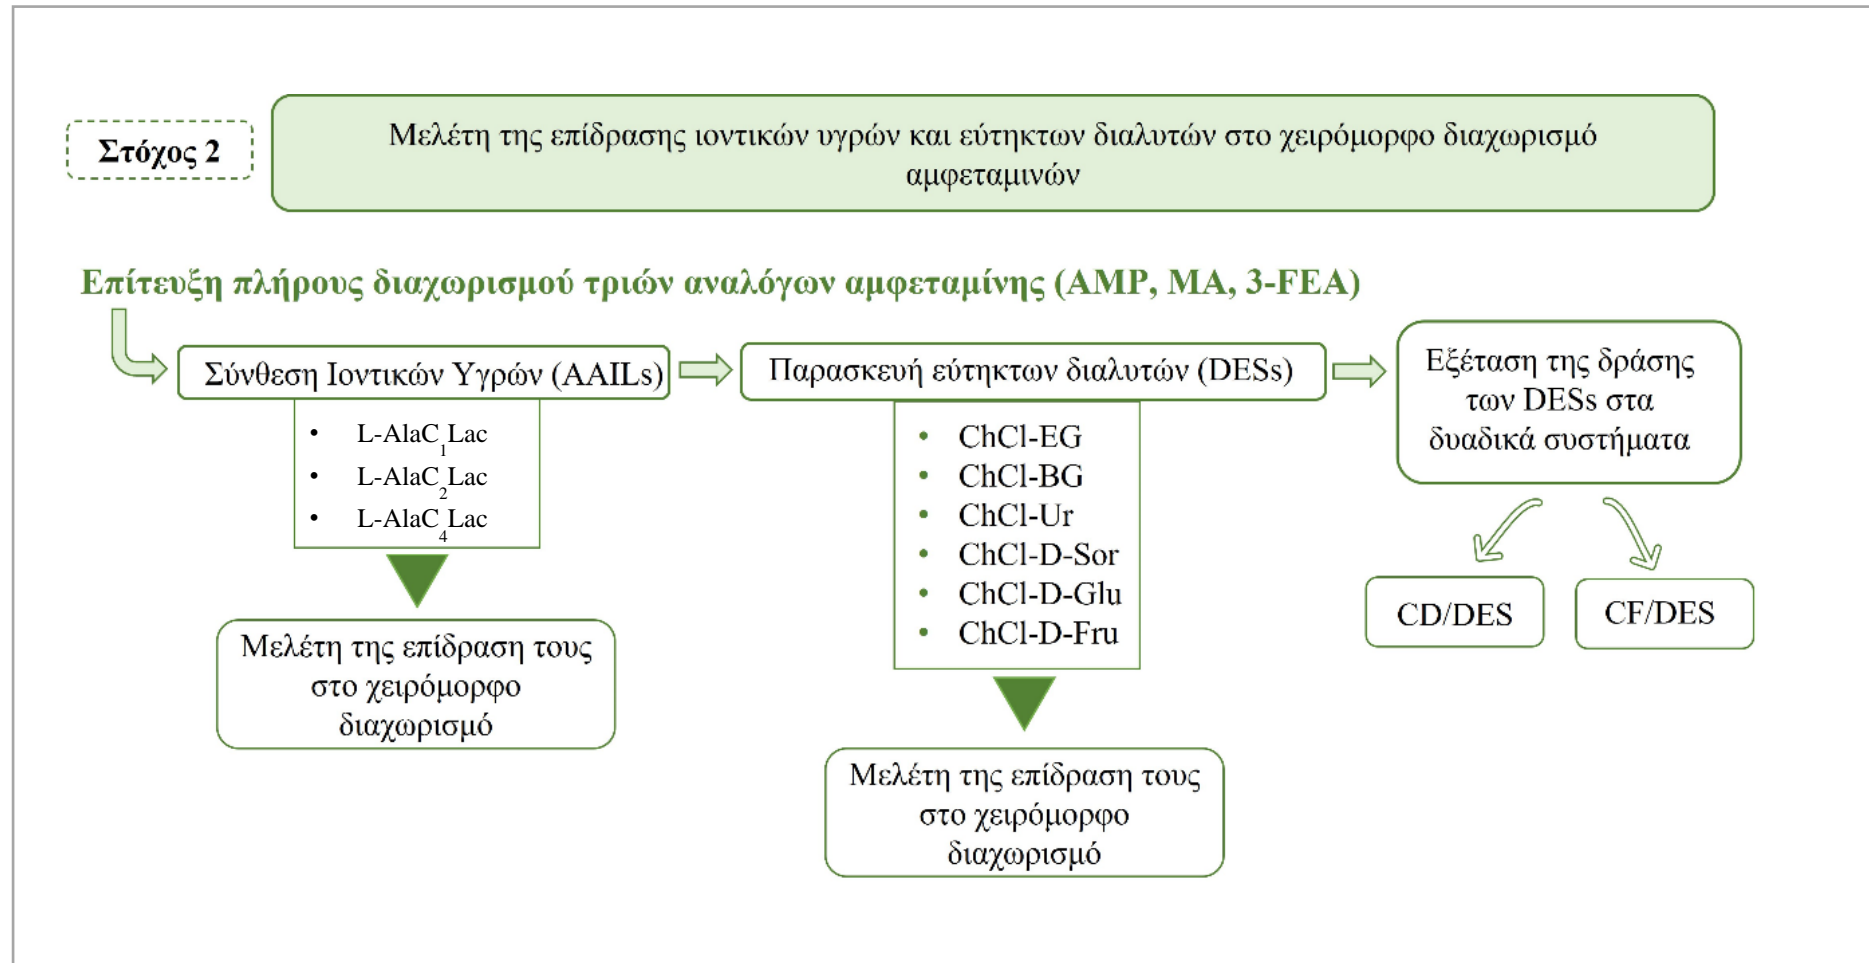 Στόχος 2
Μελέτη της επίδρασης ιοντικών υγρών και εύτηκτων διαλυτών στο χειρόμορφο διαχωρισμό
αμφεταμινών
Επίτευξη πλήρους διαχωρισμού τριών αναλόγων αμφεταμίνης (AMP, MA, 3-FEA)
Σύνθεση Ιοντικών Υγρών (AAILs)
• L-AlaC₁Lac
• L-AlaC₂Lac
• L-AlaC₄Lac
Μελέτη της επίδραση τους
στο χειρόμορφο
διαχωρισμό
Παρασκευή εύτηκτων διαλυτών (DESs)
• ChCl-EG
• ChCl-BG
• ChCl-Ur
• ChCl-D-Sor
• ChCl-D-Glu
• ChCl-D-Fru
Μελέτη της επίδραση τους
στο χειρόμορφο
διαχωρισμό
Εξέταση της δράσης
των DESs στα
δυαδικά συστήματα
CD/DES
CF/DES